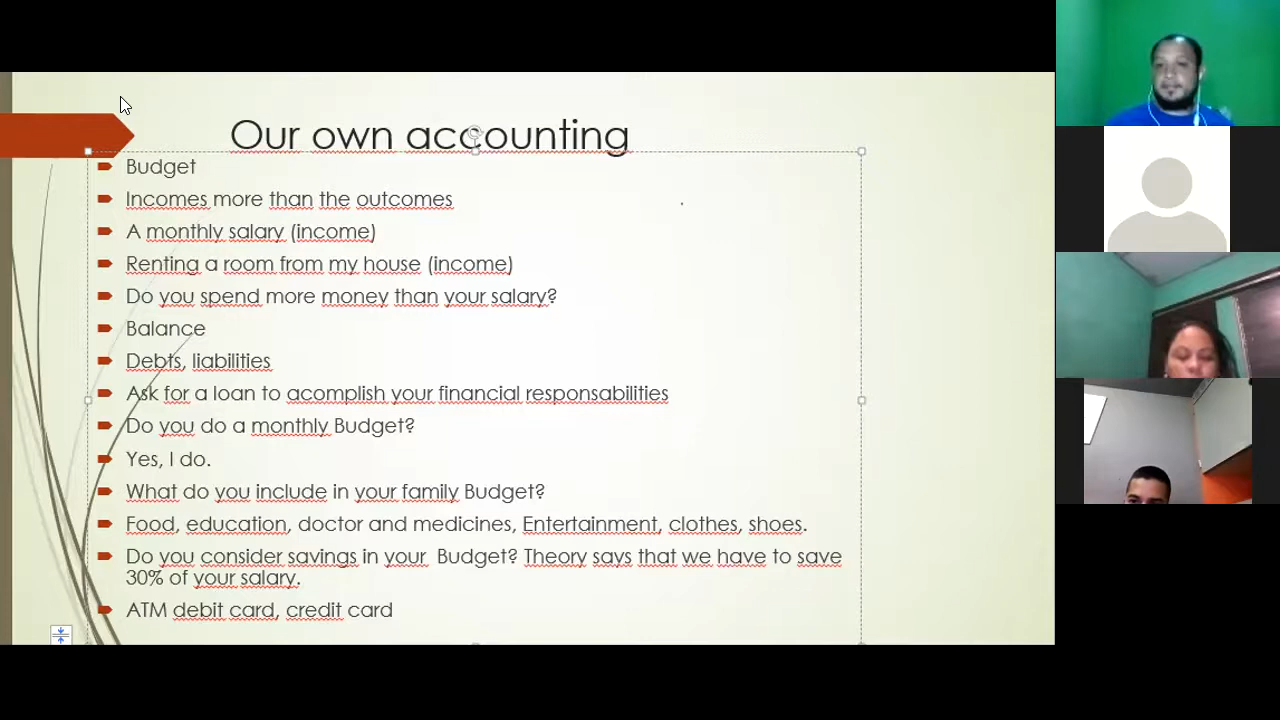 Our own accounting
Budget
Incomes more than the outcomes
A monthly salary (income)
Renting a room from my house (income)
Do you spend more money than your salary?
Balance
Debts, liabilities
Ask for a loan to acomplish your financial responsabilities
Do you do a monthly Budget?
Yes, I do.
What do you include in your family Budget?
Food, education, doctor and medicines, Entertainment, clothes, shoes.
Do you consider savings in your Budget? Theory says that we have to save
30% of your salary.
ATM debit card, credit card